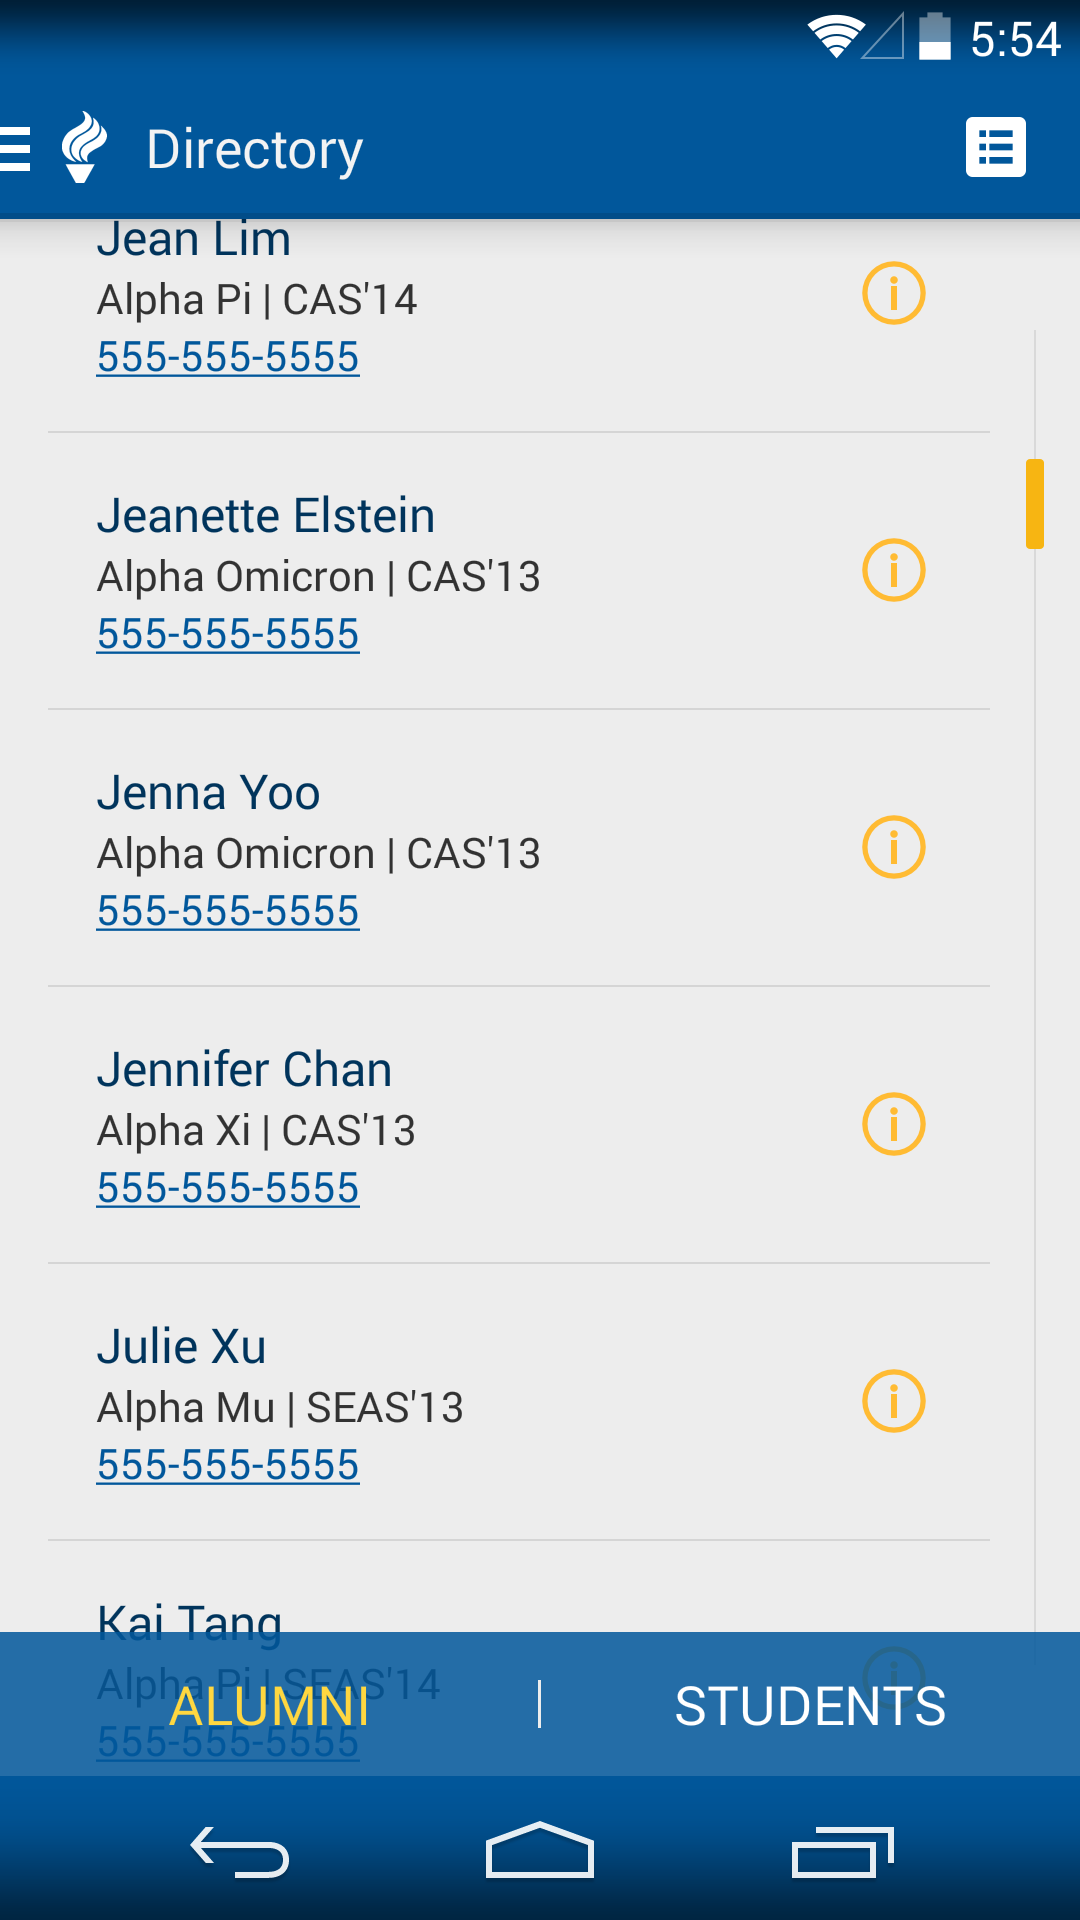 5:54
Directory
Jean Lim
Alpha Pi | CAS'14
555-555-5555
Jeanette Elstein
Alpha Omicron | CAS'13
555-555-5555
Jenna Yoo
Alpha Omicron | CAS'13
555-555-5555
Jennifer Chan
Alpha Xi | CAS'13
555-555-5555
Julie Xu
Alpha Mu | SEAS'13
555-555-5555
Kai Tang
Alpha Pi | SEAS'14
ALUMNI | STUDENTS
555-555-5555